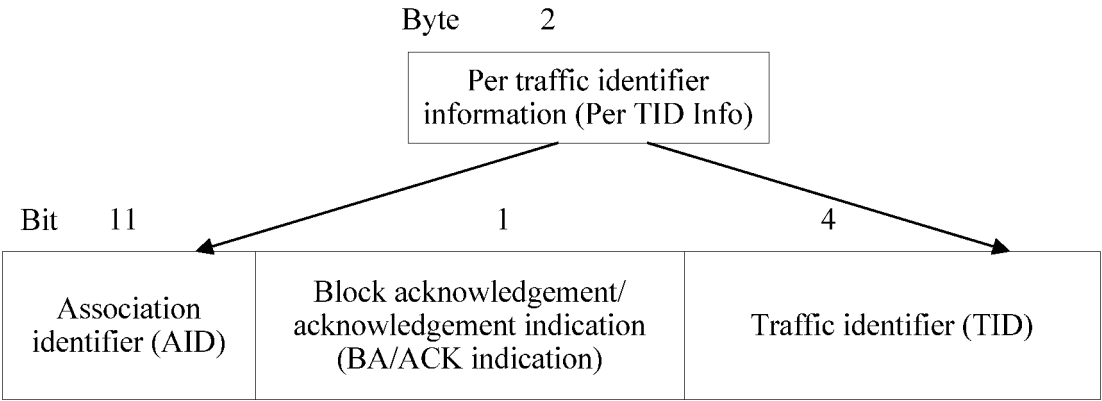 Byte 2
Per traffic identifier
information (Per TID Info)
Bit 11 1 4
Association
identifier (AID)
Block acknowledgement/
acknowledgement indication
(BA/ACK indication)
Traffic identifier (TID)